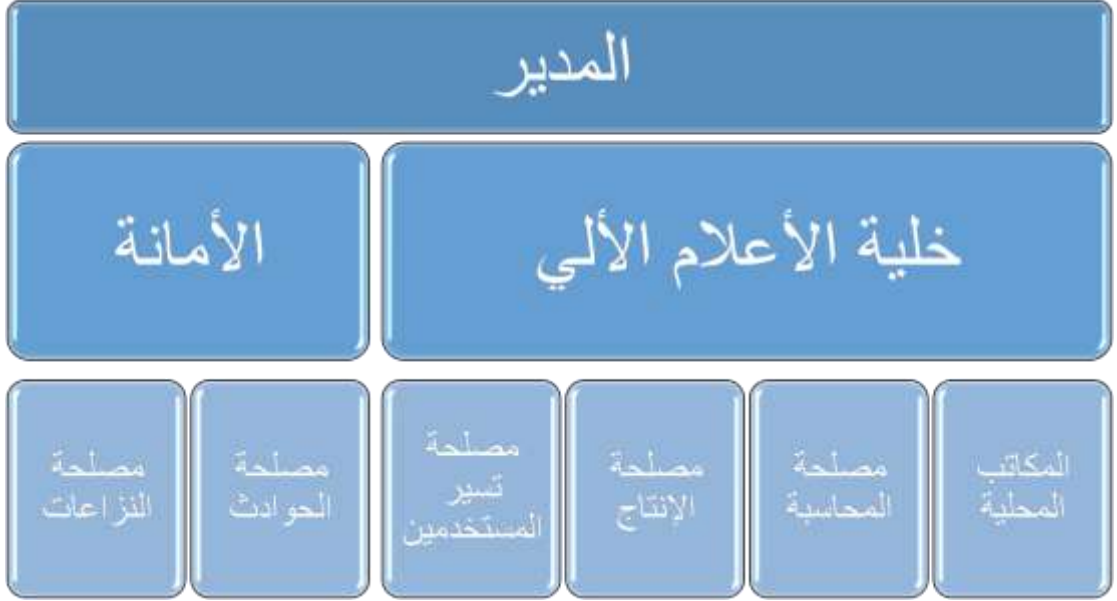 المدير
خلية الأعلام الألي
الأمانة
المكاتب
المحلية
مصلحة
المحاسبة
مصلحة
الإنتاج
مصلحة
تسير
المستخدمين
مصلحة
الحوادث
مصلحة
النزاعات